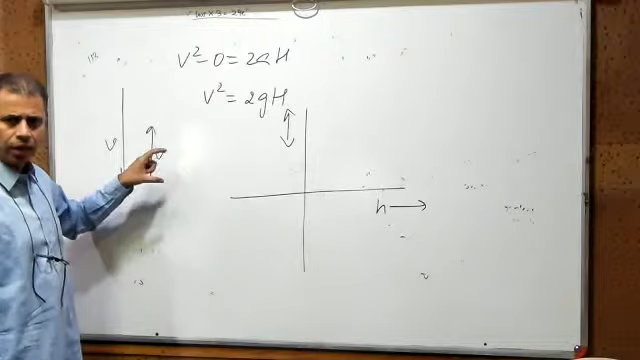 V² - 0 = 2aH
V² = 2gH
v
h →